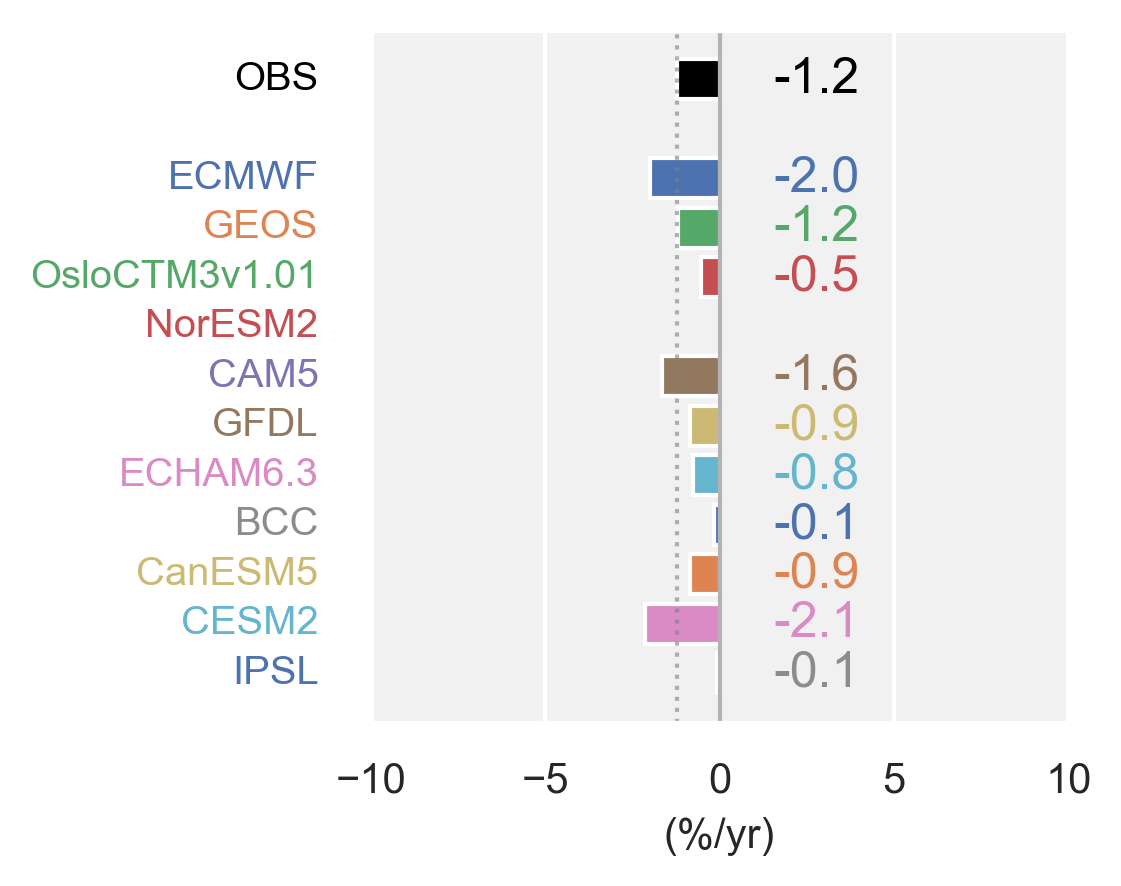 OBS -1.2
ECMWF -2.0
GEOS -1.2
OsloCTM3v1.01 -0.5
NorESM2
CAM5 -1.6
GFDL -0.9
ECHAM6.3 -0.8
BCC -0.1
CanESM5 -0.9
CESM2 -2.1
IPSL -0.1
−10 −5 0 5 10
(%/yr)